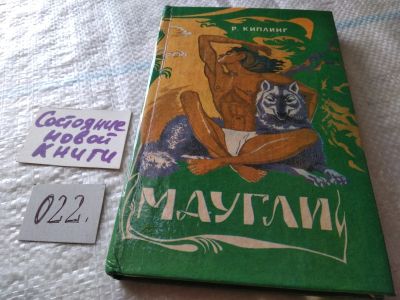 Р. КИПЛИНГ
МАУГЛИ
Состояние
новой
книги
022.